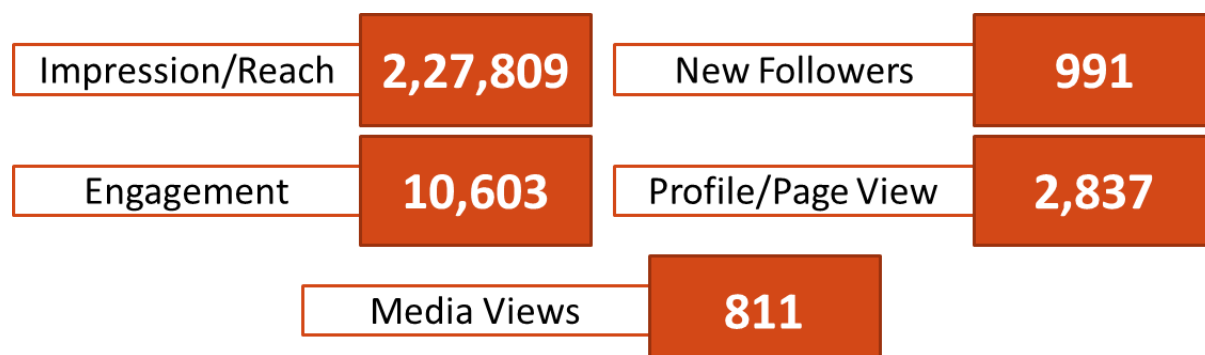 Impression/Reach 2,27,809
New Followers 991
Engagement 10,603
Profile/Page View 2,837
Media Views 811